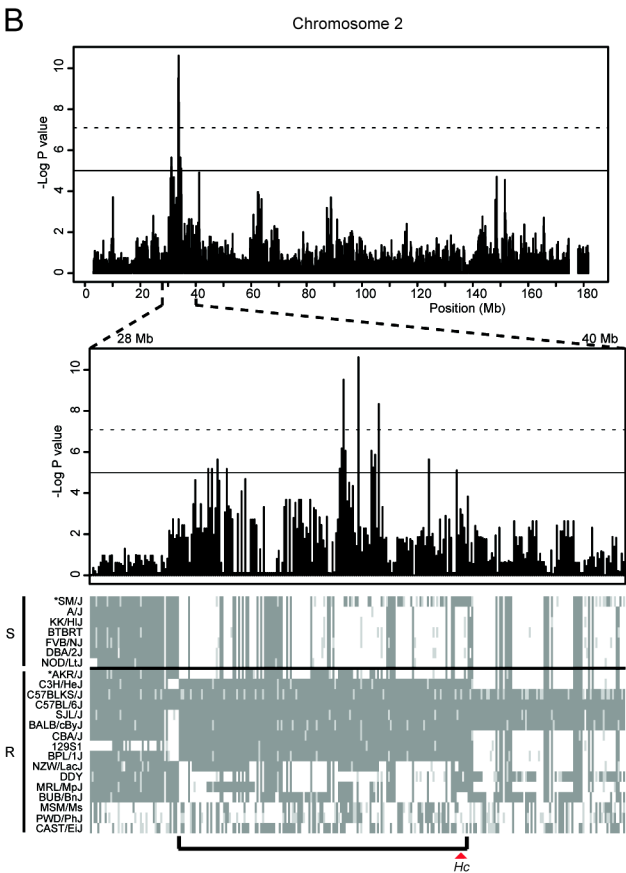 B
Chromosome 2
-Log P value
10
8
6
4
2
0
0 20 40 60 80 100 120 140 160 180
Position (Mb)
28 Mb
40 Mb
-Log P value
10
8
6
4
2
0
S
*SM/J
A/J
KK/HlJ
BTBRT
FVB/NJ
DBA/2J
NOD/LtJ
R
*AKR/J
C3H/HeJ
C57BLKS/J
C57BL/6J
SJL/J
BALB/cByJ
CBA/J
129S1
BPL/1J
NZW/LacJ
DDY
MRL/MpJ
BUB/BnJ
MSM/Ms
PWD/PhJ
CAST/EiJ
Hc